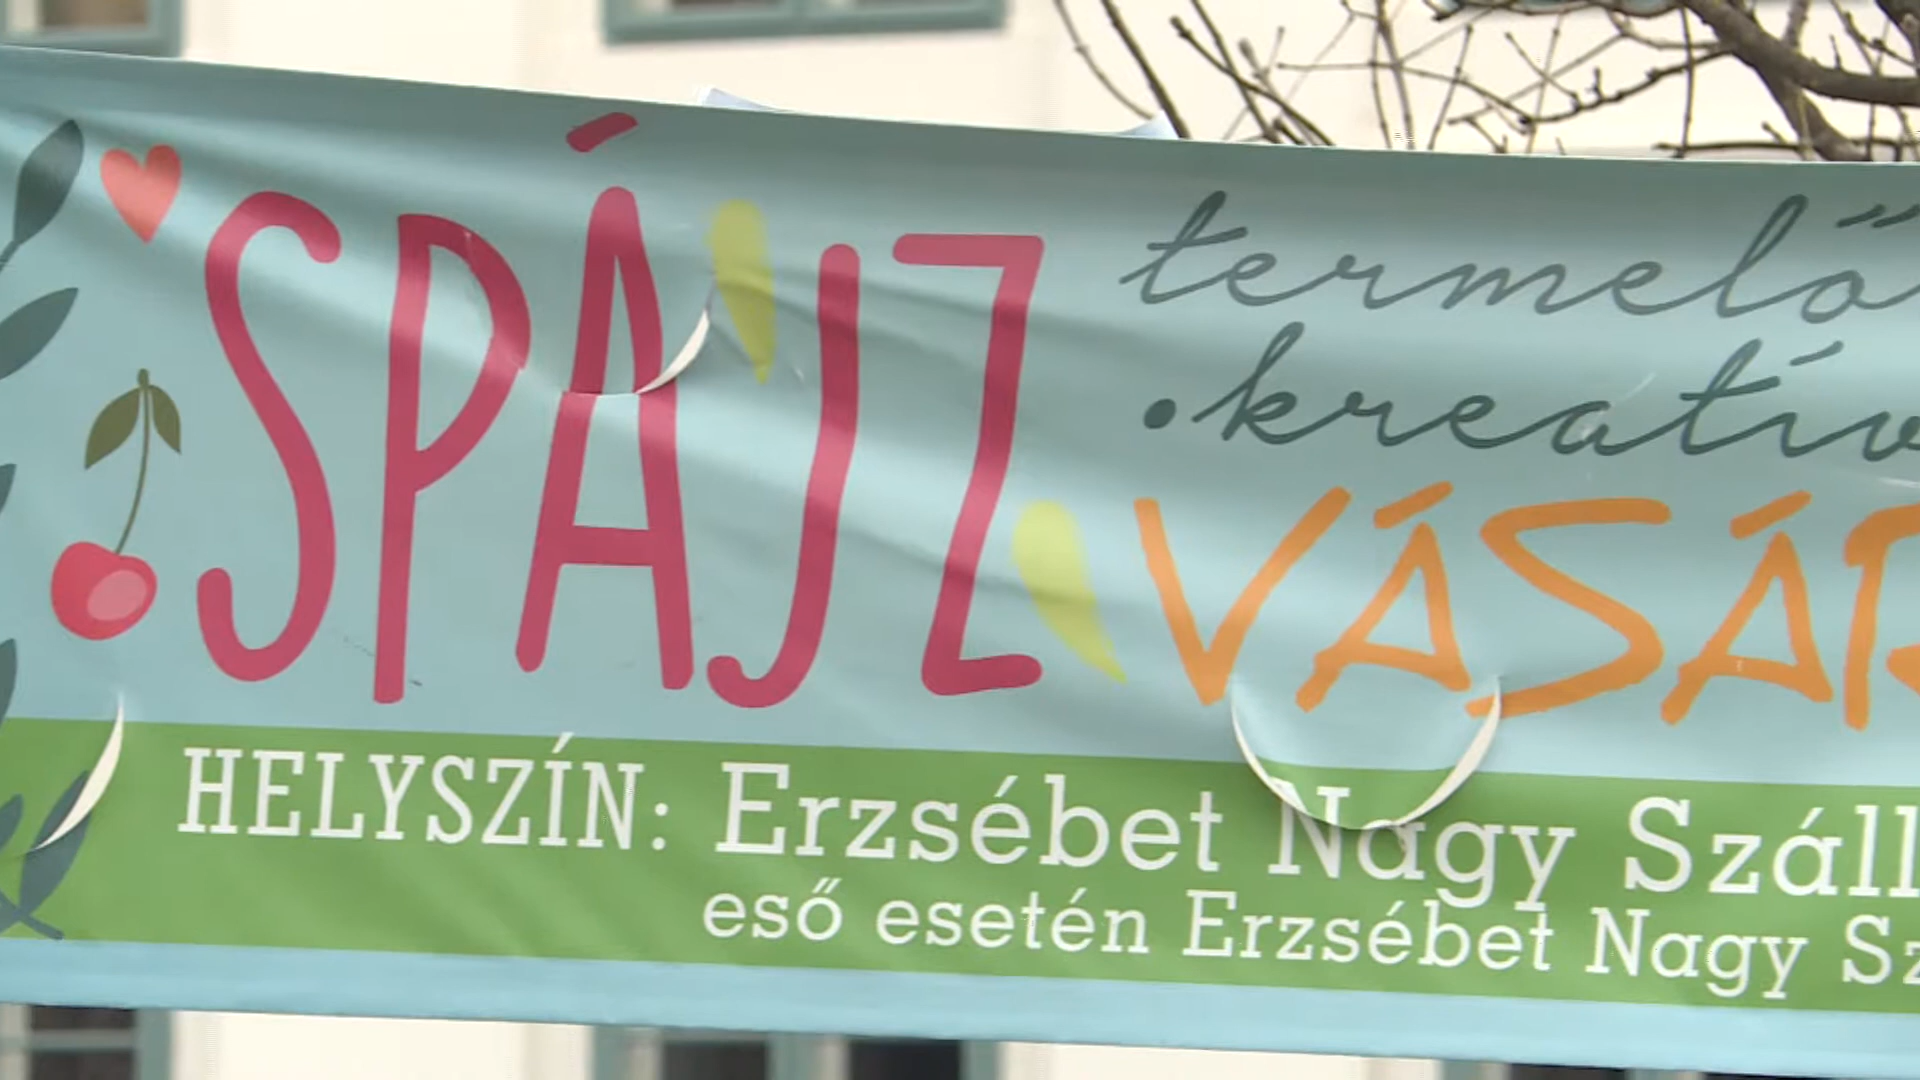 SPÁJZ
termelő
• kreatív
VÁSÁR
HELYSZÍN: Erzsébet Nagy Száll
eső esetén Erzsébet Nagy Sz